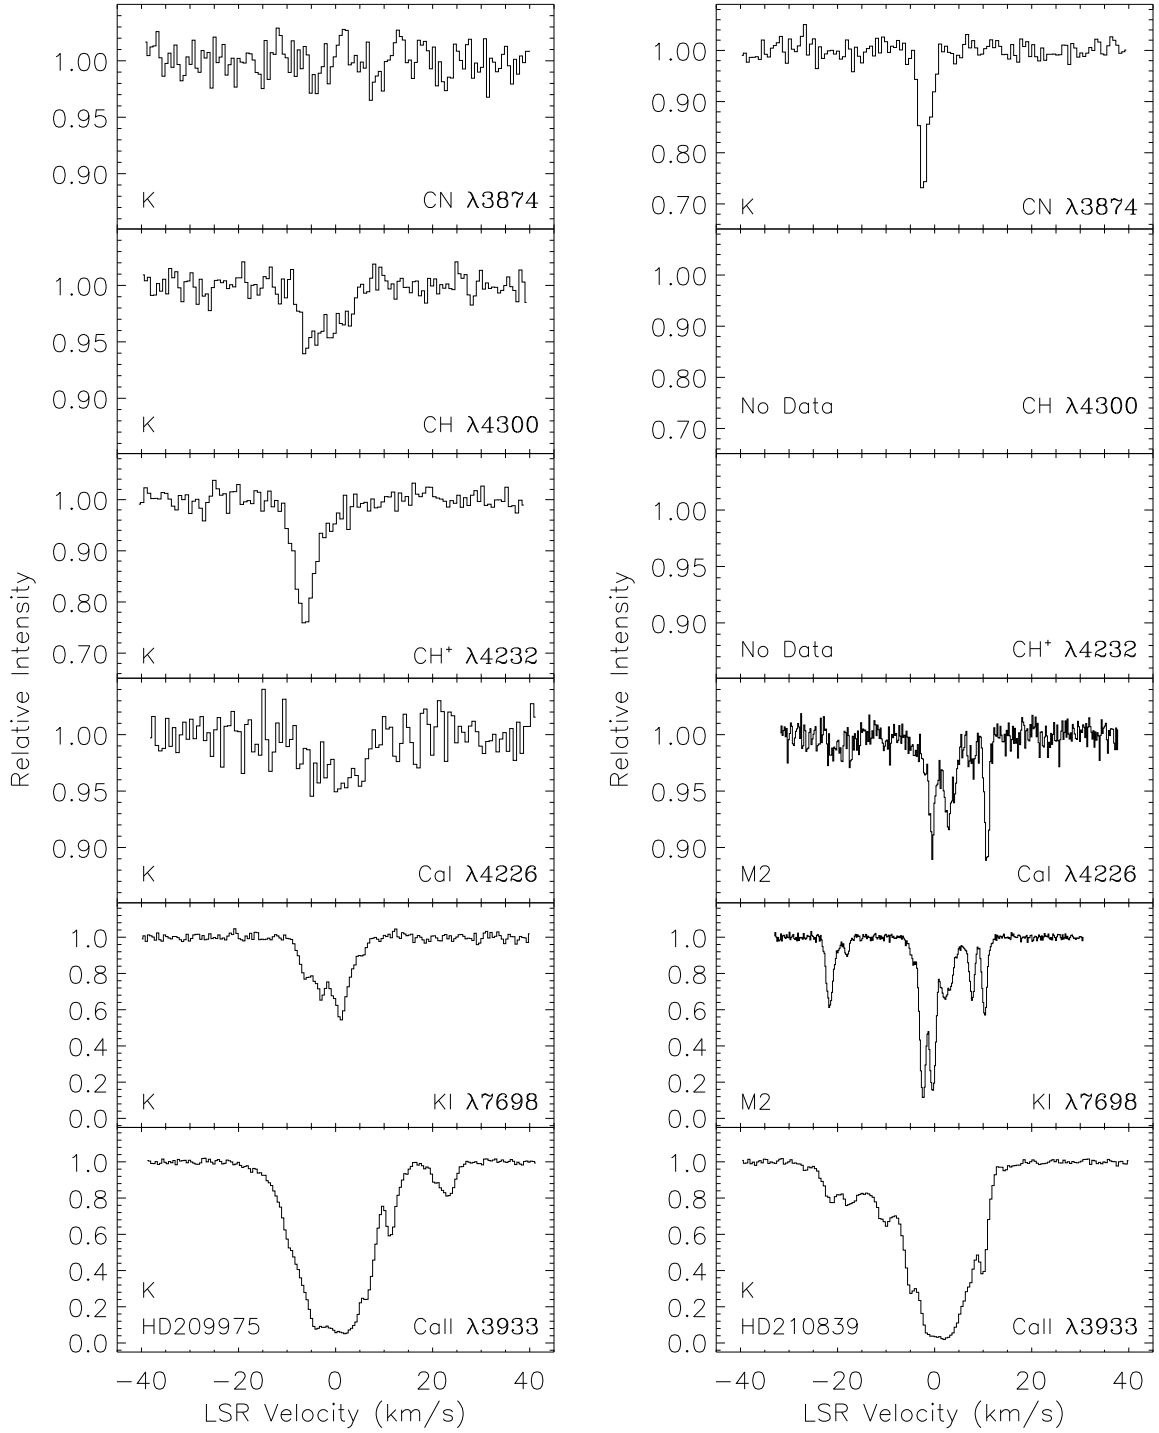 1.00
0.95
0.90
K CN λ3874
1.00
0.95
0.90
K CH λ4300
1.00
0.90
0.80
0.70
K CH⁺ λ4232
1.00
0.95
0.90
K CaI λ4226
1.0
0.8
0.6
0.4
0.2
0.0
K KI λ7698
1.0
0.8
0.6
0.4
0.2
0.0
K
HD209975 CaII λ3933
−40 −20 0 20 40
LSR Velocity (km/s)
Relative Intensity
1.00
0.90
0.80
0.70
K CN λ3874
1.00
0.90
0.80
0.70
No Data CH λ4300
1.00
0.95
0.90
No Data CH⁺ λ4232
1.00
0.95
0.90
M2 CaI λ4226
1.0
0.8
0.6
0.4
0.2
0.0
M2 KI λ7698
1.0
0.8
0.6
0.4
0.2
0.0
K
HD210839 CaII λ3933
−40 −20 0 20 40
LSR Velocity (km/s)
Relative Intensity